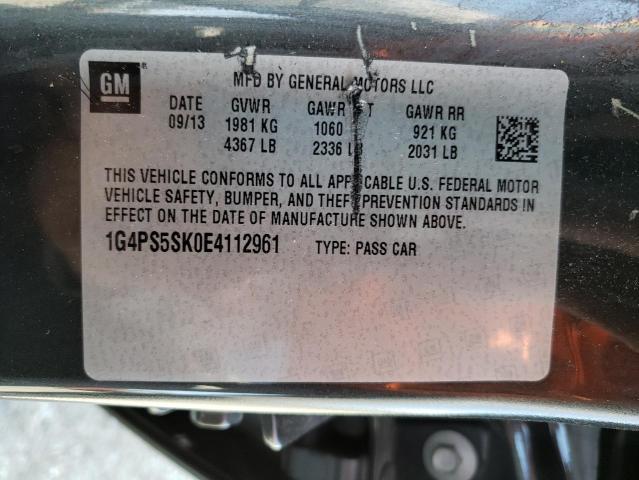 GM ®
MFD BY GENERAL MOTORS LLC
DATE GVWR GAWR GAWR RR
09/13 1981 KG 1060 921 KG
4367 LB 2336 LB 2031 LB
THIS VEHICLE CONFORMS TO ALL APPLICABLE U.S. FEDERAL MOTOR
VEHICLE SAFETY, BUMPER, AND THEFT PREVENTION STANDARDS IN
EFFECT ON THE DATE OF MANUFACTURE SHOWN ABOVE.
1G4PS5SK0E4112961 TYPE: PASS CAR